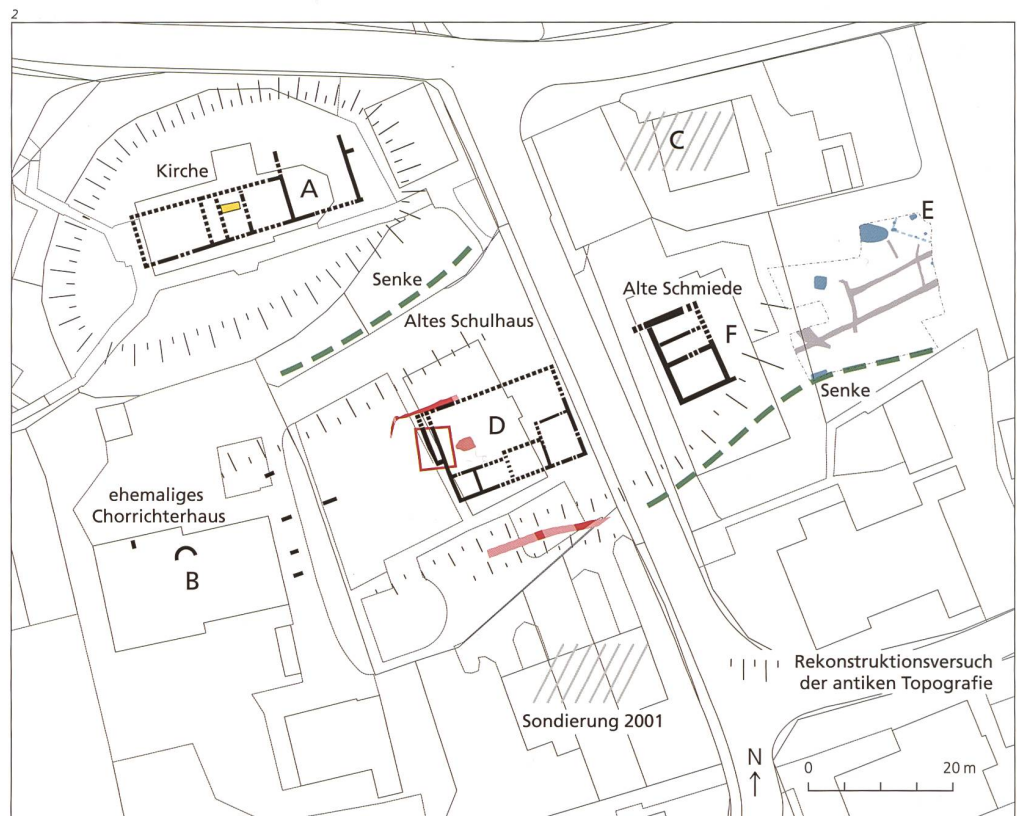 2
C
Kirche
A
E
Senke
Alte Schmiede
Altes Schulhaus
F
Senke
D
ehemaliges
Chorrichterhaus
B
Rekonstruktionsversuch
der antiken Topografie
Sondierung 2001
N
0
20 m